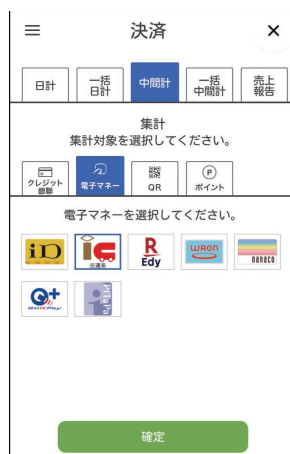 決済
日計
一括
日計
中間計
一括
中間計
売上
報告
集計
集計対象を選択してください。
クレジット
銀聯
電子マネー
QR
P
ポイント
電子マネーを選択してください。
iD
交通系
R
Edy
WAON
nanaco
Q+
QUICPay
PiTaPa
確定